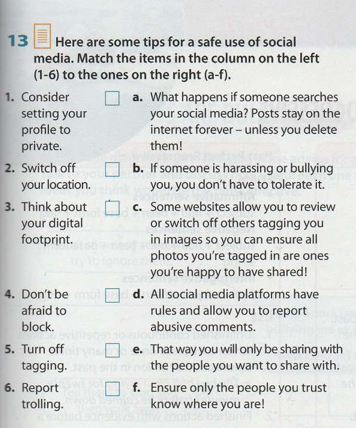 13 Here are some tips for a safe use of social
media. Match the items in the column on the left
(1-6) to the ones on the right (a-f).
1. Consider
setting your
profile to
private.
a. What happens if someone searches
your social media? Posts stay on the
internet forever – unless you delete
them!
2. Switch off
your location.
b. If someone is harassing or bullying
you, you don't have to tolerate it.
3. Think about
your digital
footprint.
c. Some websites allow you to review
or switch off others tagging you
in images so you can ensure all
photos you're tagged in are ones
you're happy to have shared!
4. Don't be
afraid to
block.
d. All social media platforms have
rules and allow you to report
abusive comments.
5. Turn off
tagging.
e. That way you will only be sharing with
the people you want to share with.
6. Report
trolling.
f. Ensure only the people you trust
know where you are!